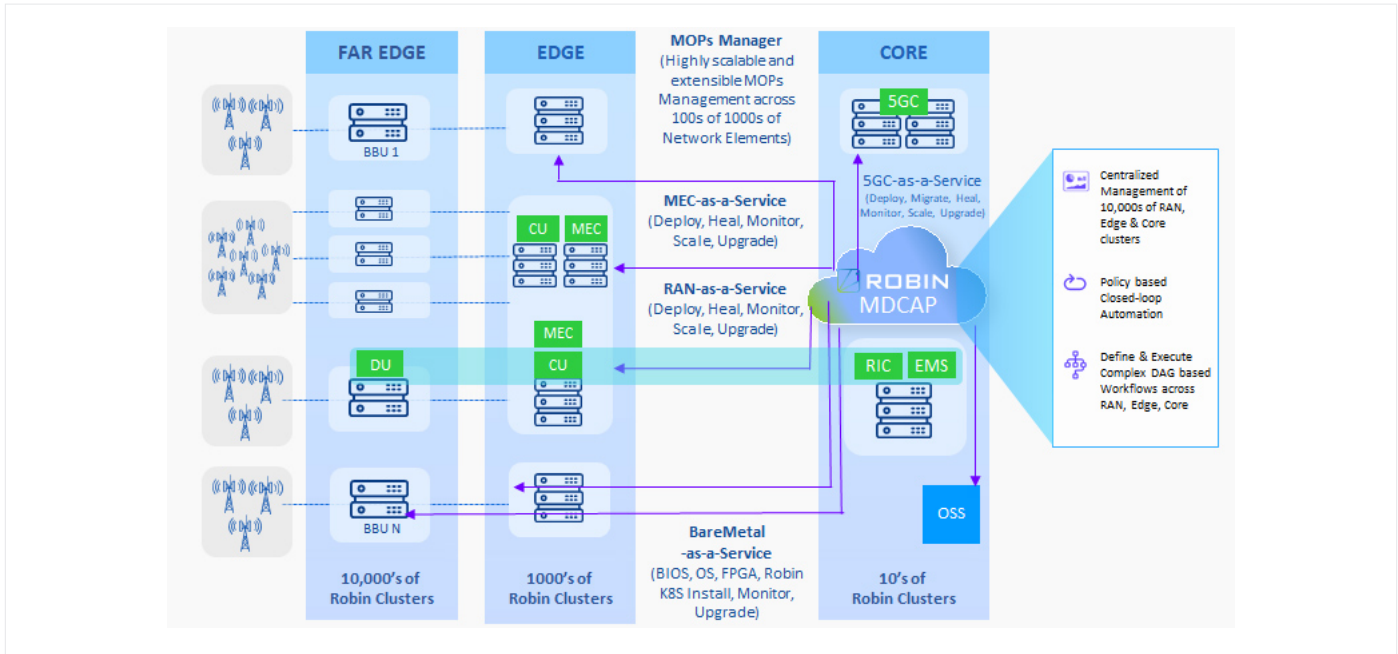 FAR EDGE
EDGE
MOPs Manager
(Highly scalable and
extensible MOPs
Management across
100s of 1000s of
Network Elements)
CORE
BBU 1
5GC
5GC-as-a-Service
(Deploy, Migrate, Heal,
Monitor, Scale, Upgrade)
MEC-as-a-Service
(Deploy, Heal, Monitor,
Scale, Upgrade)
CU
MEC
RAN-as-a-Service
(Deploy, Heal, Monitor,
Scale, Upgrade)
ROBIN
MDCAP
Centralized
Management of
10,000s of RAN,
Edge & Core
clusters
Policy based
Closed-loop
Automation
Define & Execute
Complex DAG based
Workflows across
RAN, Edge, Core
MEC
DU
CU
RIC
EMS
BBU N
OSS
BareMetal
-as-a-Service
(BIOS, OS, FPGA, Robin
K8S Install, Monitor,
Upgrade)
10,000's of
Robin Clusters
1000's of
Robin Clusters
10's of
Robin Clusters